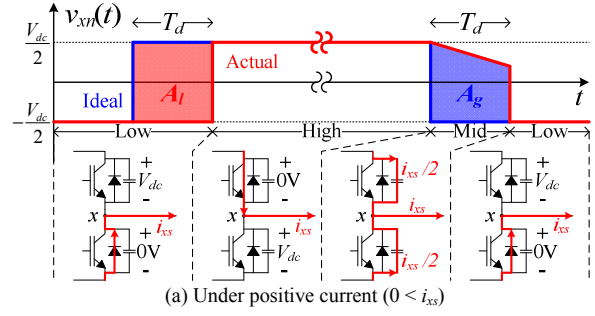 v_xn(t)
T_d
T_d
V_dc/2
Actual
Ideal
A_l
A_g
t
-V_dc/2
Low
High
Mid
Low
+
V_dc
-
x
i_xs
+
0V
-
+
0V
-
x
i_xs
+
V_dc
-
i_xs/2
x
i_xs
i_xs/2
+
V_dc
-
x
i_xs
+
0V
-
(a) Under positive current (0 < i_xs)